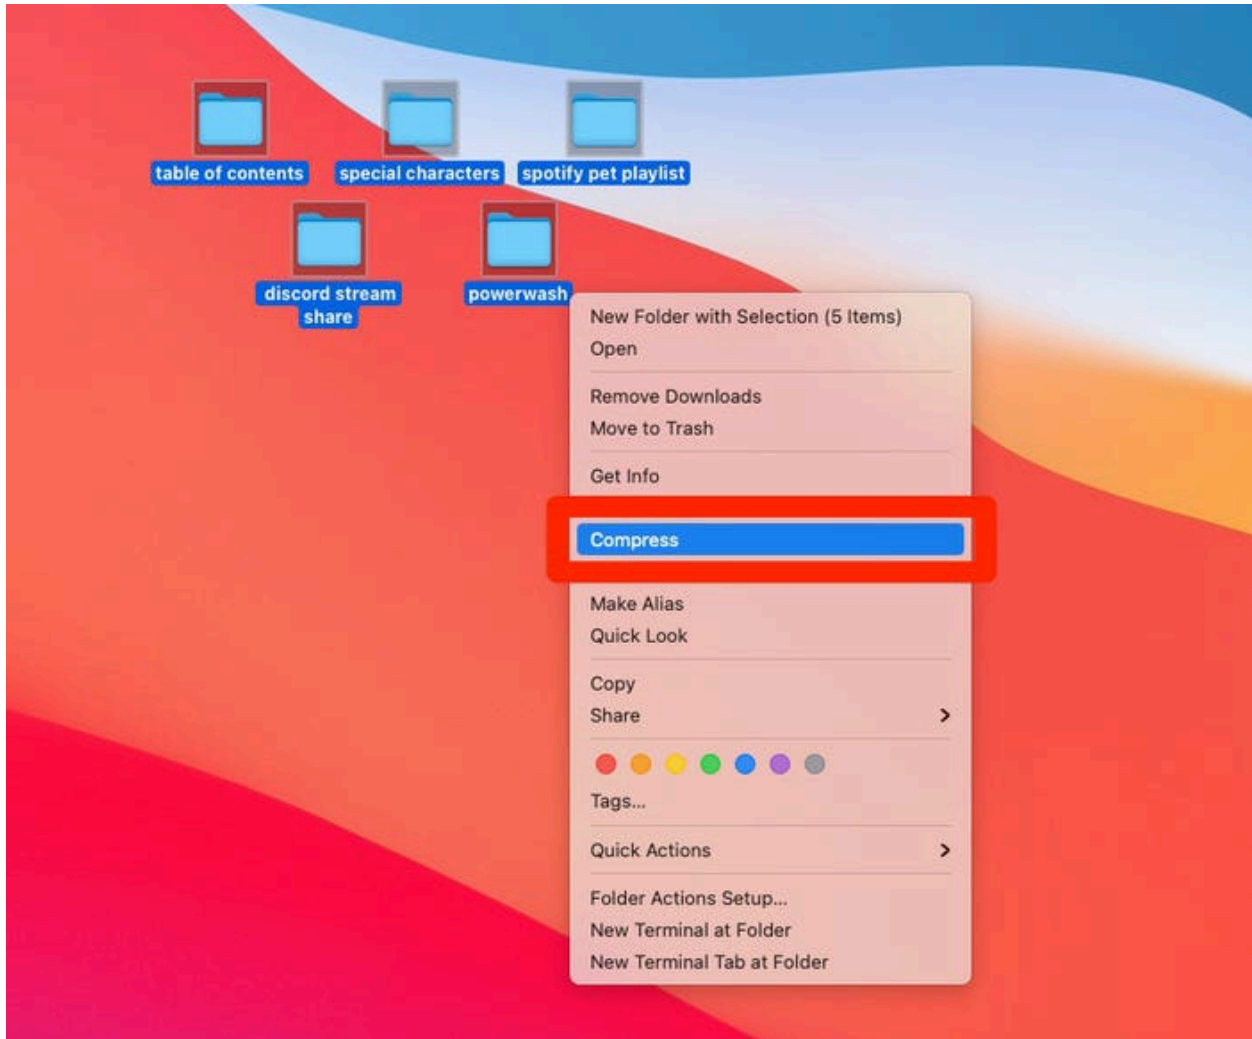 table of contents
special characters
spotify pet playlist
discord stream
share
powerwash
New Folder with Selection (5 Items)
Open
Remove Downloads
Move to Trash
Get Info
Compress
Make Alias
Quick Look
Copy
Share
Tags...
Quick Actions
Folder Actions Setup...
New Terminal at Folder
New Terminal Tab at Folder